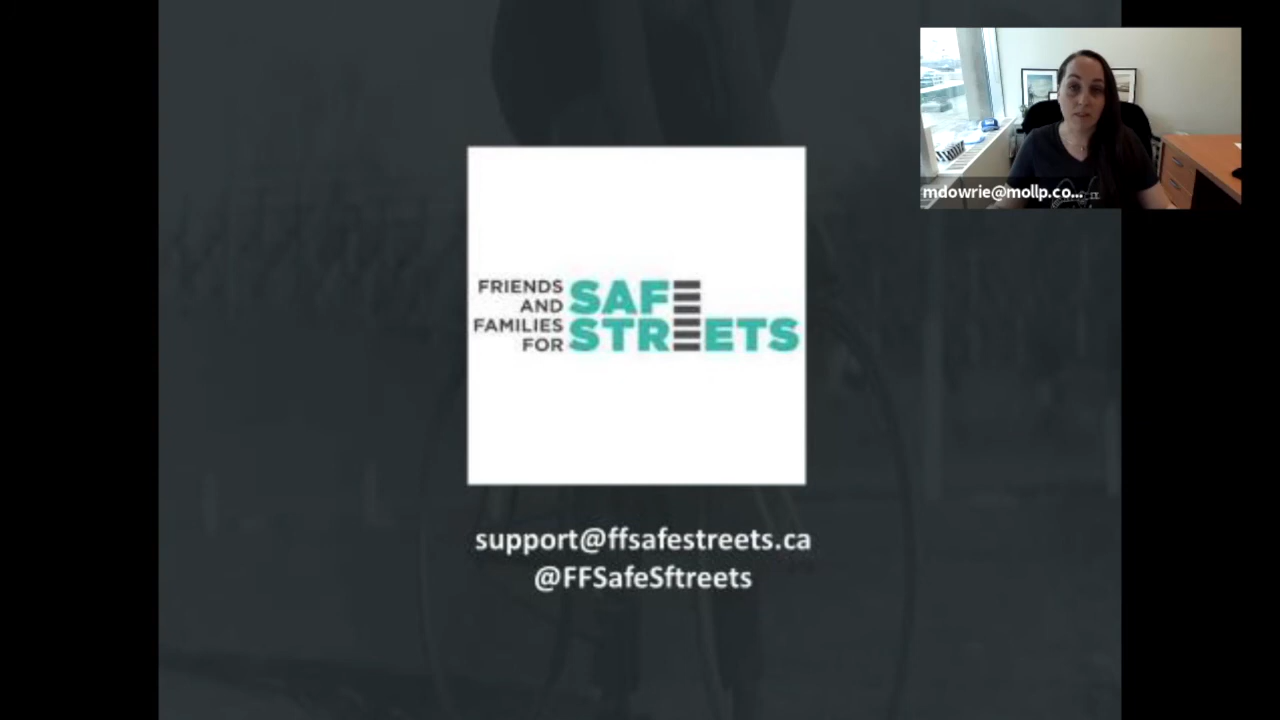 FRIENDS
AND
FAMILIES
FOR
SAFE
STREETS
support@ffsafestreets.ca
@FFSafeSftreets
mdowrie@mollp.co...